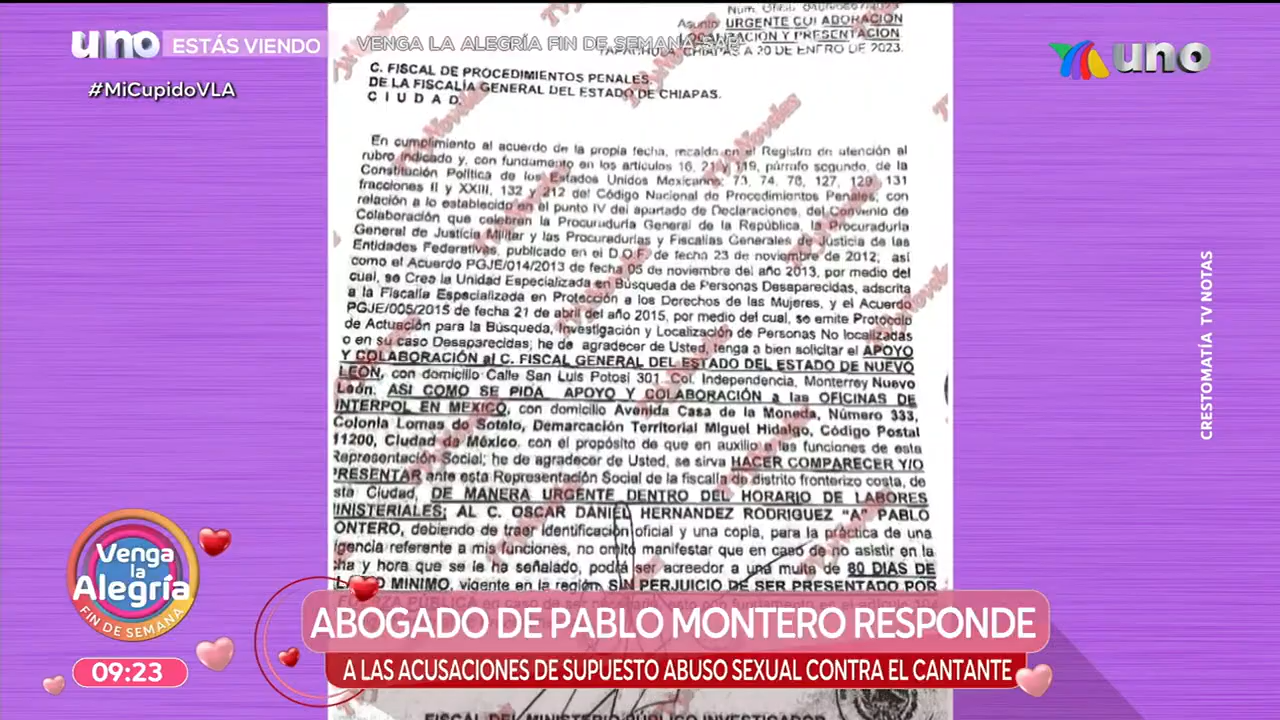 uno ESTÁS VIENDO
#MiCupidoVLA
VENGA LA ALEGRÍA FIN DE SEMANA
uno
Asunto: URGENTE COLABORACION
LOCALIZACION Y PRESENTACION
TAPACHULA, CHIAPAS A 20 DE ENERO DE 2023.
C. FISCAL DE PROCEDIMIENTOS PENALES.
DE LA FISCALÍA GENERAL DEL ESTADO DE CHIAPAS.
C I U D A D.
En cumplimiento al acuerdo de la propia fecha, recaído en el Registro de atención al
rubro indicado y, con fundamento en los artículos 16, 21 y 119, párrafo segundo, de la
Constitución Política de los Estados Unidos Mexicanos; 73, 74, 76, 127, 129, 131
fracciones II y XXIII, 132 y 212 del Código Nacional de Procedimientos Penales; con
relación a lo establecido en el punto IV del apartado de Declaraciones, del Convenio de
Colaboración que celebran la Procuraduría General de la República, la Procuraduría
General de Justicia Militar y las Procuradurías y Fiscalías Generales de Justicia de las
Entidades Federativas, publicado en el D.O.F. de fecha 23 de noviembre de 2012; así
como el Acuerdo PGJE/014/2013 de fecha 05 de noviembre del año 2013, por medio del
cual, se Crea la Unidad Especializada en Búsqueda de Personas Desaparecidas, adscrita
a la Fiscalía Especializada en Protección a los Derechos de las Mujeres, y el Acuerdo
PGJE/005/2015 de fecha 21 de abril del año 2015, por medio del cual, se emite Protocolo
de Actuación para la Búsqueda, Investigación y Localización de Personas No localizadas
o en su caso Desaparecidas; he de agradecer de Usted, tenga a bien solicitar el APOYO
Y COLABORACIÓN al C. FISCAL GENERAL DEL ESTADO DEL ESTADO DE NUEVO
LEON, con domicilio Calle San Luis Potosí 301, Col. Independencia, Monterrey Nuevo
León. ASI COMO SE PIDA APOYO Y COLABORACIÓN a las OFICINAS DE
INTERPOL EN MEXICO, con domicilio Avenida Casa de la Moneda, Número 333,
Colonia Lomas de Sotelo, Demarcación Territorial Miguel Hidalgo, Código Postal
11200, Ciudad de México, con el propósito de que en auxilio a las funciones de esta
Representación Social; he de agradecer de Usted, se sirva HACER COMPARECER Y/O
PRESENTAR ante esta Representación Social de la fiscalía de distrito fronterizo costa, de
sta Ciudad, DE MANERA URGENTE DENTRO DEL HORARIO DE LABORES
INISTERIALES; AL C. OSCAR DANIEL HERNANDEZ RODRIGUEZ "A" PABLO
ONTERO, debiendo de traer identificación oficial y una copia, para la práctica de una
igencia referente a mis funciones, no omito manifestar que en caso de no asistir en la
cha y hora que se le ha señalado, podrá ser acreedor a una multa de 80 DIAS DE
MINIMO, vigente en la región, SIN PERJUICIO DE SER PRESENTADO POR
FISCAL DEL MINISTERIO PÚBLICO INVESTIGADOR
TVyNovelas
CRESTOMATÍA TV NOTAS
Venga
la
Alegría
FIN DE SEMANA
09:23
ABOGADO DE PABLO MONTERO RESPONDE
A LAS ACUSACIONES DE SUPUESTO ABUSO SEXUAL CONTRA EL CANTANTE